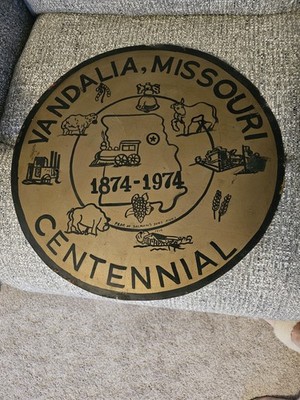 VANDALIA, MISSOURI
1874-1974
CENTENNIAL